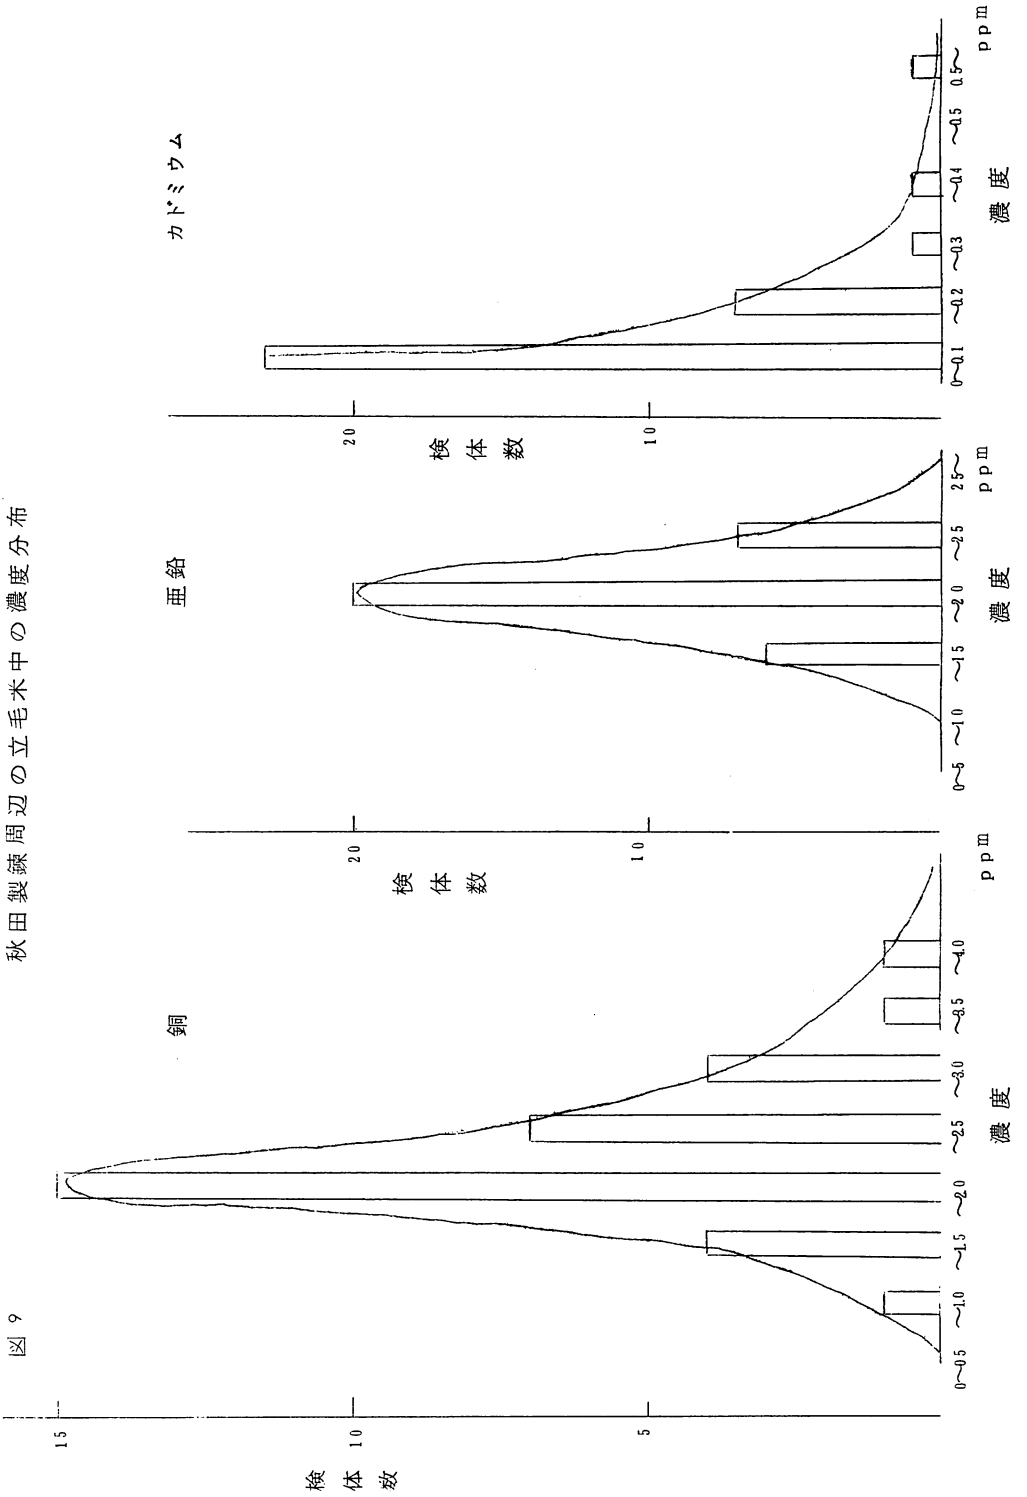 図9 秋田製錬周辺の立毛米中の濃度分布
銅
検体数
15
10
5
0〜0.5 〜1.0 〜1.5 〜2.0 〜2.5 〜3.0 〜3.5 〜4.0
濃度
ppm
亜鉛
検体数
20
10
0〜5 〜10 〜15 〜20 〜25 25〜
濃度
ppm
カドミウム
検体数
20
10
0〜0.1 〜0.2 〜0.3 〜0.4 〜0.5 0.5〜
濃度
ppm